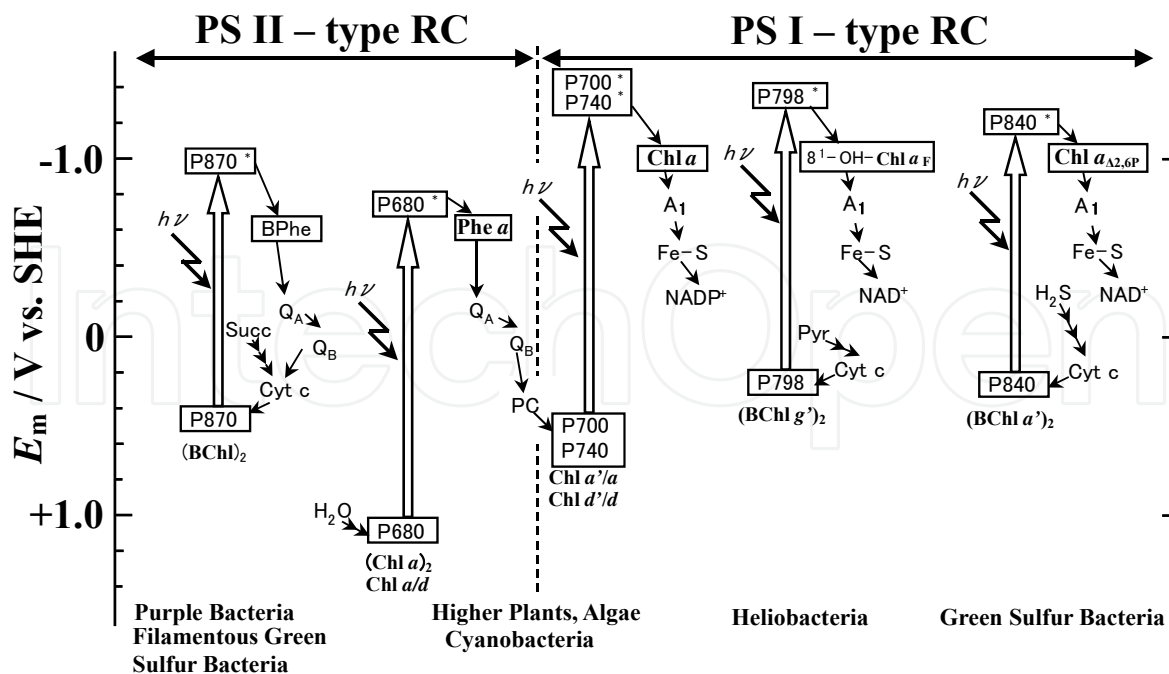 PS II – type RC
PS I – type RC
Em / V vs. SHE
-1.0
0
+1.0
P870 *
hν
BPhe
QA
QB
Succ
Cyt c
P870
(BChl)2
P680 *
hν
Phe a
QA
QB
PC
H2O
P680
(Chl a)2
Chl a/d
P700 *
P740 *
hν
Chl a
A1
Fe-S
NADP+
P700
P740
Chl a’/a
Chl d’/d
P798 *
hν
8¹-OH-Chl a F
A1
Fe-S
NAD+
Pyr
Cyt c
P798
(BChl g’)2
P840 *
hν
Chl aΔ2,6P
A1
Fe-S
NAD+
H2S
Cyt c
P840
(BChl a’)2
Purple Bacteria
Filamentous Green
Sulfur Bacteria
Higher Plants, Algae
Cyanobacteria
Heliobacteria
Green Sulfur Bacteria
IntechOpen